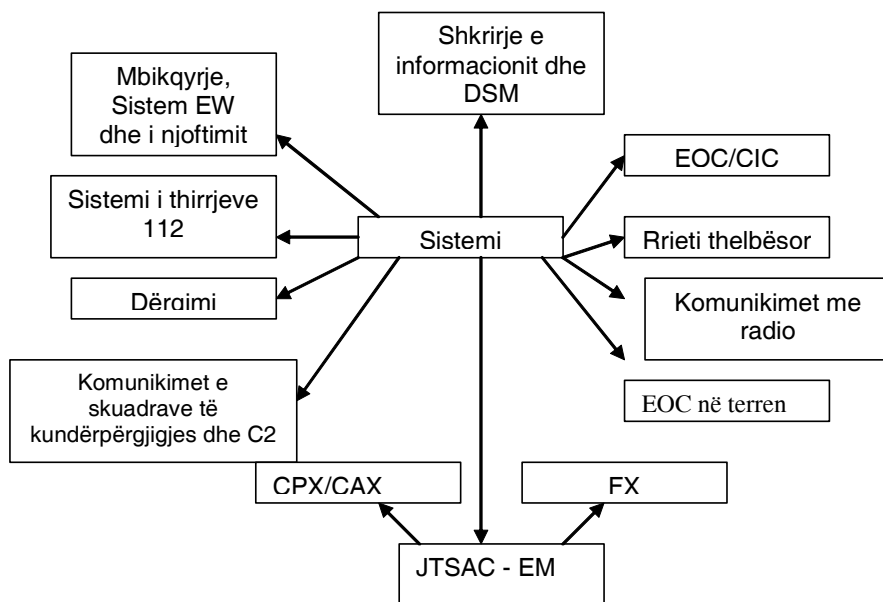 Shkrirje e
informacionit dhe
DSM
Mbikqyrje,
Sistem EW
dhe i njoftimit
EOC/CIC
Sistemi i thirrjeve
112
Sistemi
Rrieti thelbësor
Dërgimi
Komunikimet me
radio
Komunikimet e
skuadrave të
kundërpërgjigjes dhe C2
EOC në terren
CPX/CAX
FX
JTSAC - EM